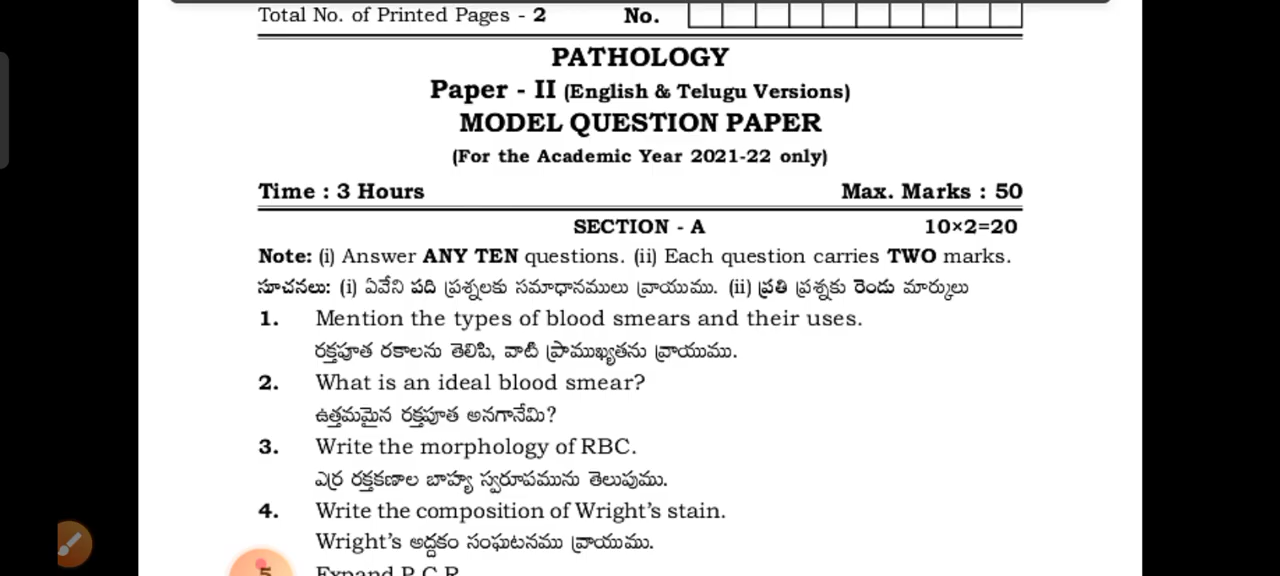 Total No. of Printed Pages - 2 No.
PATHOLOGY
Paper - II (English & Telugu Versions)
MODEL QUESTION PAPER
(For the Academic Year 2021-22 only)
Time : 3 Hours Max. Marks : 50
SECTION - A 10×2=20
Note: (i) Answer ANY TEN questions. (ii) Each question carries TWO marks.
సూచనలు: (i) ఏవేని పది ప్రశ్నలకు సమాధానములు వ్రాయుము. (ii) ప్రతి ప్రశ్నకు రెండు మార్కులు
1. Mention the types of blood smears and their uses.
రక్తపూత రకాలను తెలిపి, వాటి ప్రాముఖ్యతను వ్రాయుము.
2. What is an ideal blood smear?
ఉత్తమమైన రక్తపూత అనగానేమి?
3. Write the morphology of RBC.
ఎర్ర రక్తకణాల బాహ్య స్వరూపమును తెలుపుము.
4. Write the composition of Wright's stain.
Wright's అద్దకం సంఘటనము వ్రాయుము.
5 Expand P.C.R